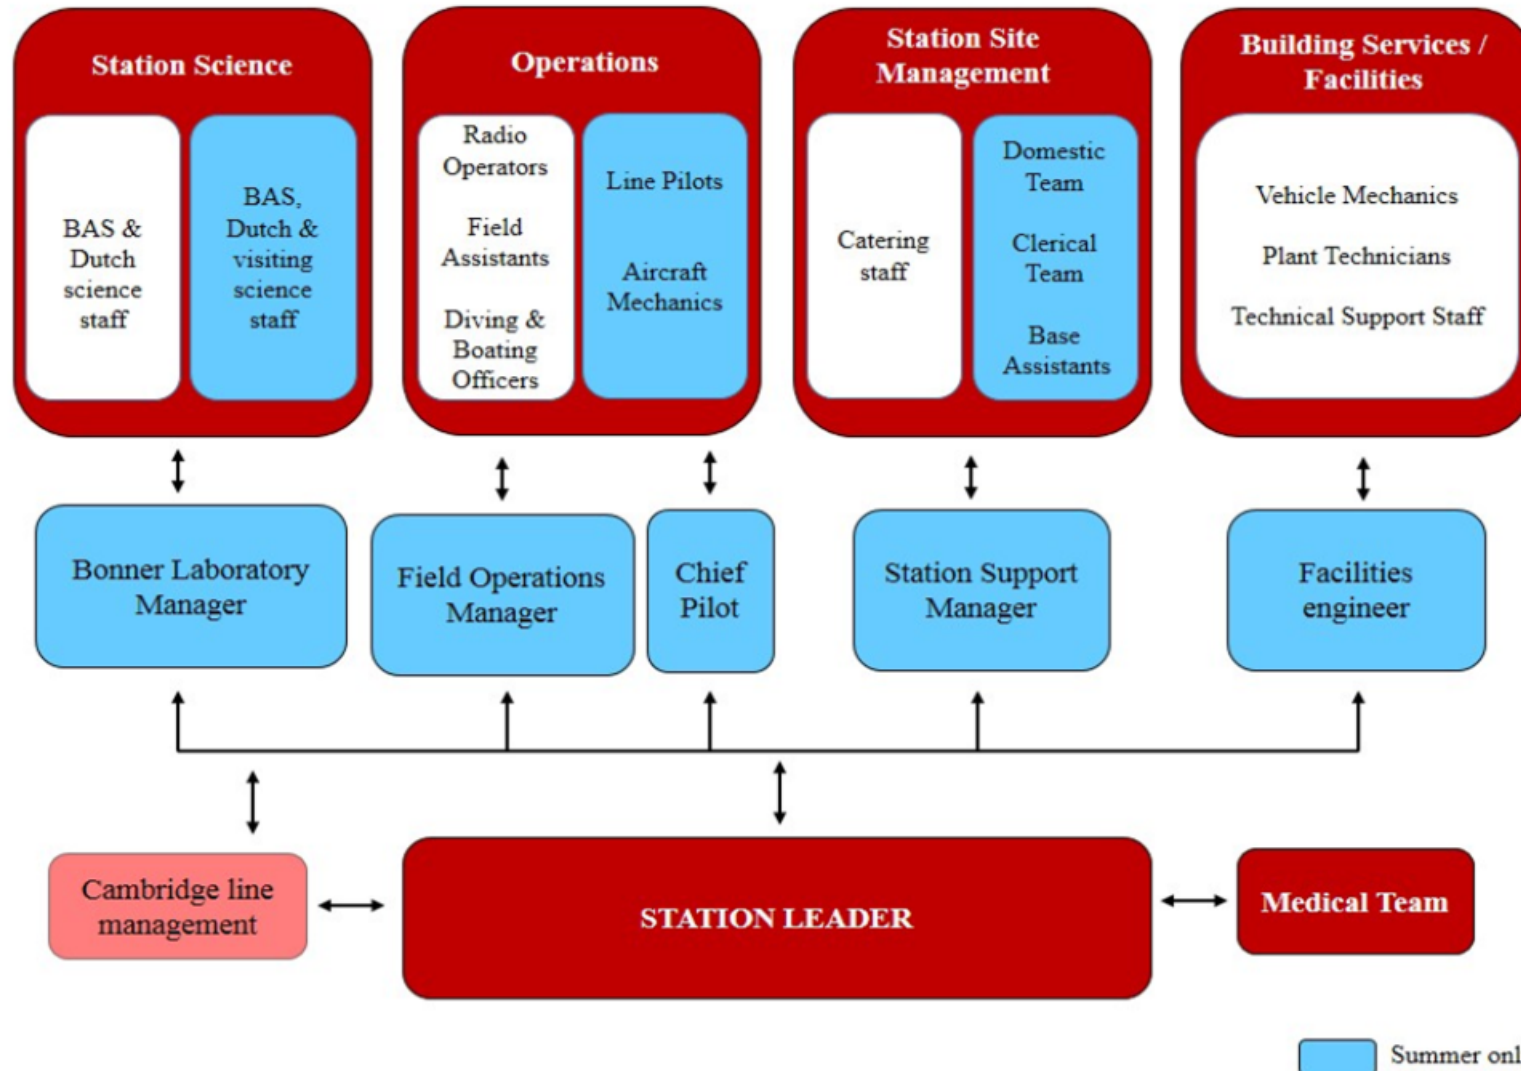 Station Science
BAS &
Dutch
science
staff
BAS,
Dutch &
visiting
science
staff
Operations
Radio
Operators
Field
Assistants
Diving &
Boating
Officers
Line Pilots
Aircraft
Mechanics
Station Site
Management
Catering
staff
Domestic
Team
Clerical
Team
Base
Assistants
Building Services /
Facilities
Vehicle Mechanics
Plant Technicians
Technical Support Staff
Bonner Laboratory
Manager
Field Operations
Manager
Chief
Pilot
Station Support
Manager
Facilities
engineer
Cambridge line
management
STATION LEADER
Medical Team
Summer onl